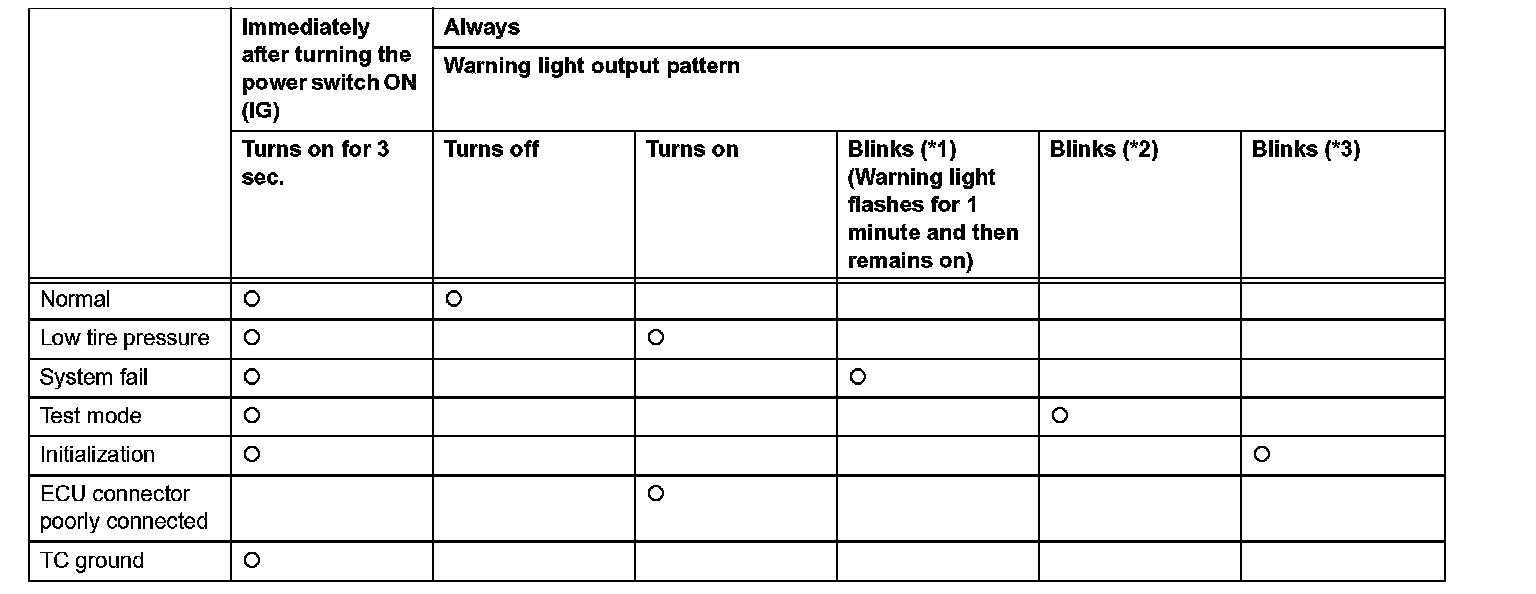 Immediately
after turning the
power switch ON
(IG)
Always
Warning light output pattern
Turns on for 3
sec.
Turns off
Turns on
Blinks (*1)
(Warning light
flashes for 1
minute and then
remains on)
Blinks (*2)
Blinks (*3)
Normal ○ ○
Low tire pressure ○ ○
System fail ○ ○
Test mode ○ ○
Initialization ○ ○
ECU connector
poorly connected ○
TC ground ○